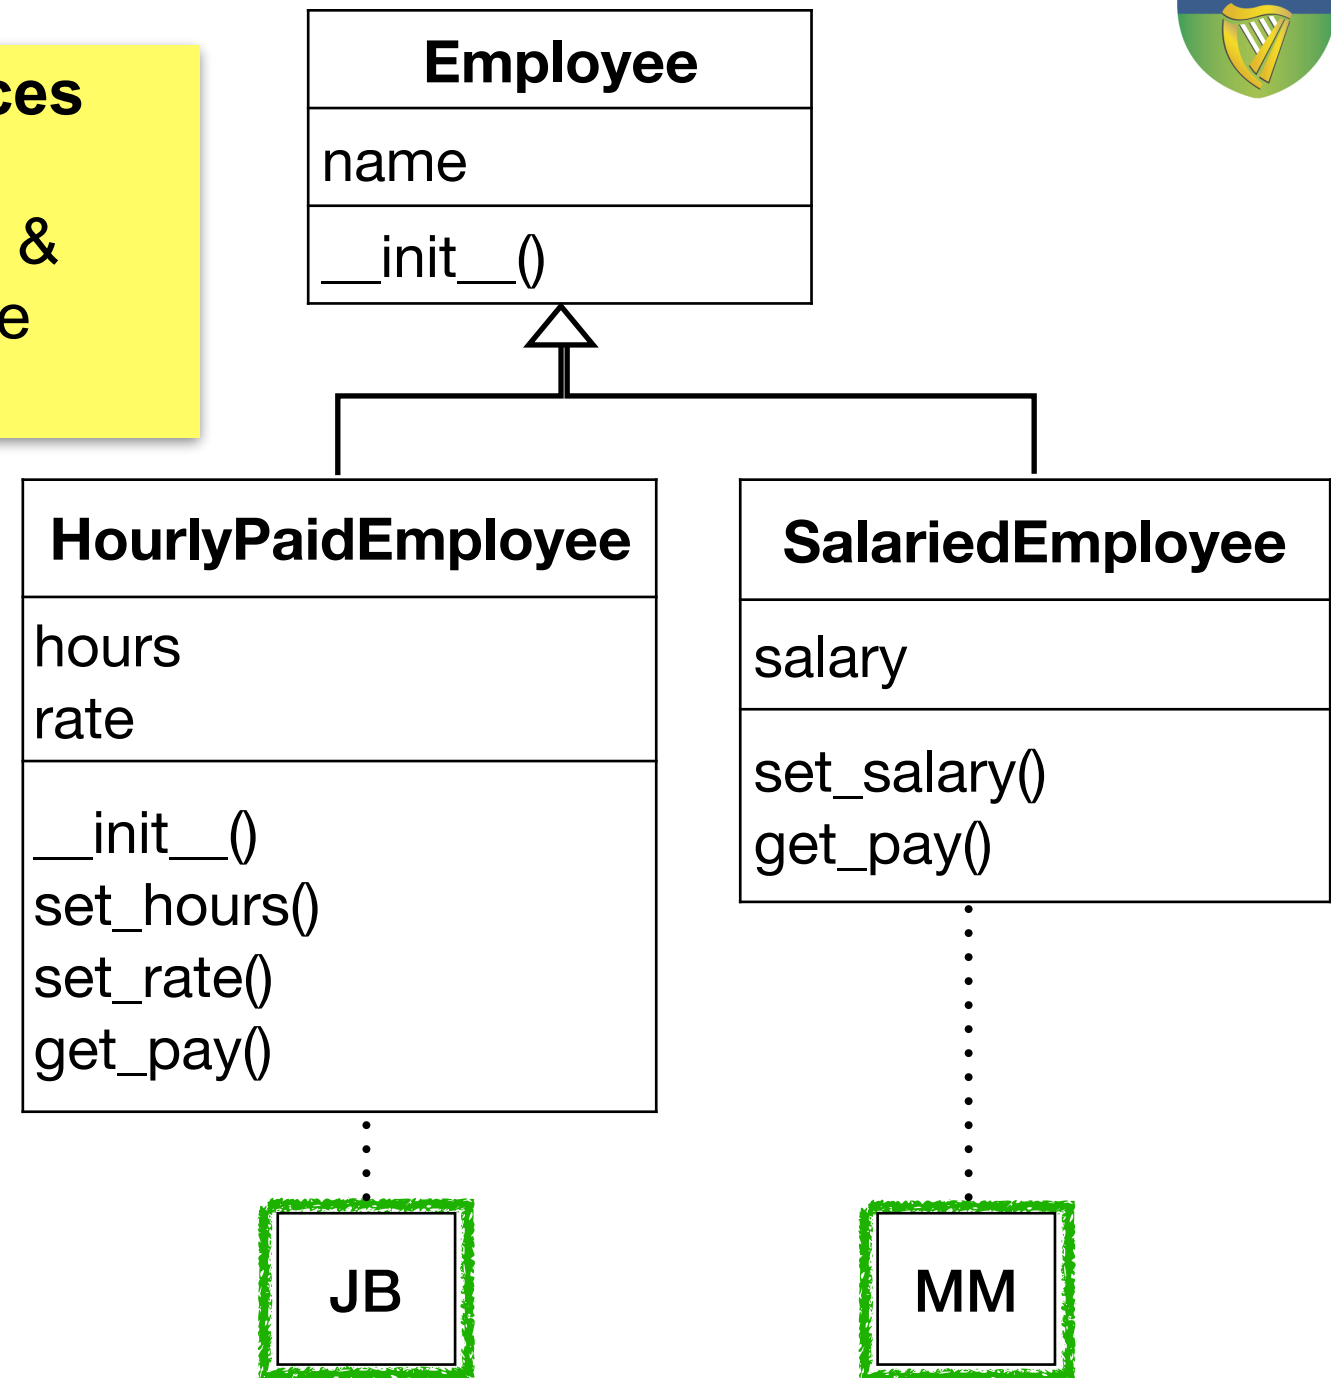 ces
&
e
Employee
name
__init__()
HourlyPaidEmployee
hours
rate
__init__()
set_hours()
set_rate()
get_pay()
SalariedEmployee
salary
set_salary()
get_pay()
JB
MM